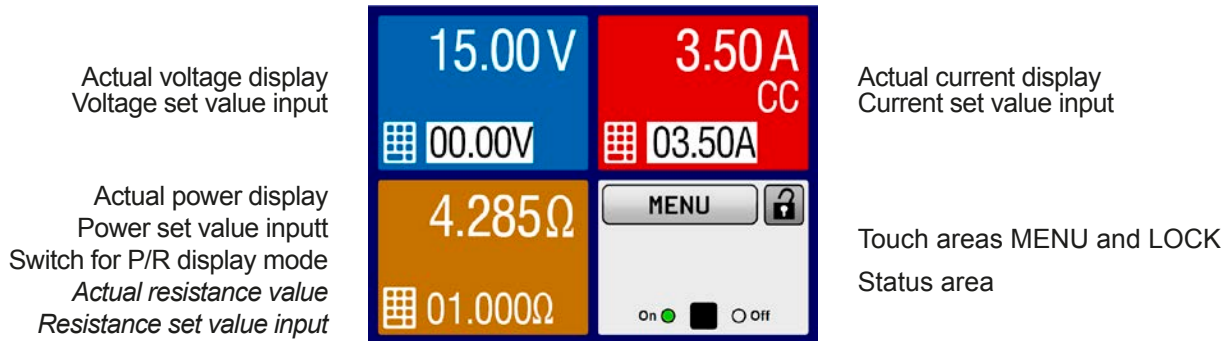 Actual voltage display
Voltage set value input
15.00 V
00.00V
3.50 A
CC
03.50A
Actual current display
Current set value input
Actual power display
Power set value inputt
Switch for P/R display mode
Actual resistance value
Resistance set value input
4.285Ω
01.000Ω
MENU
On
Off
Touch areas MENU and LOCK
Status area